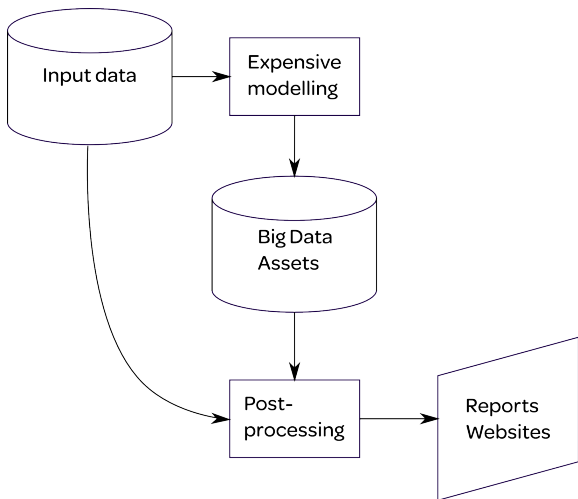 Input data
Expensive
modelling
Big Data
Assets
Post-
processing
Reports
Websites